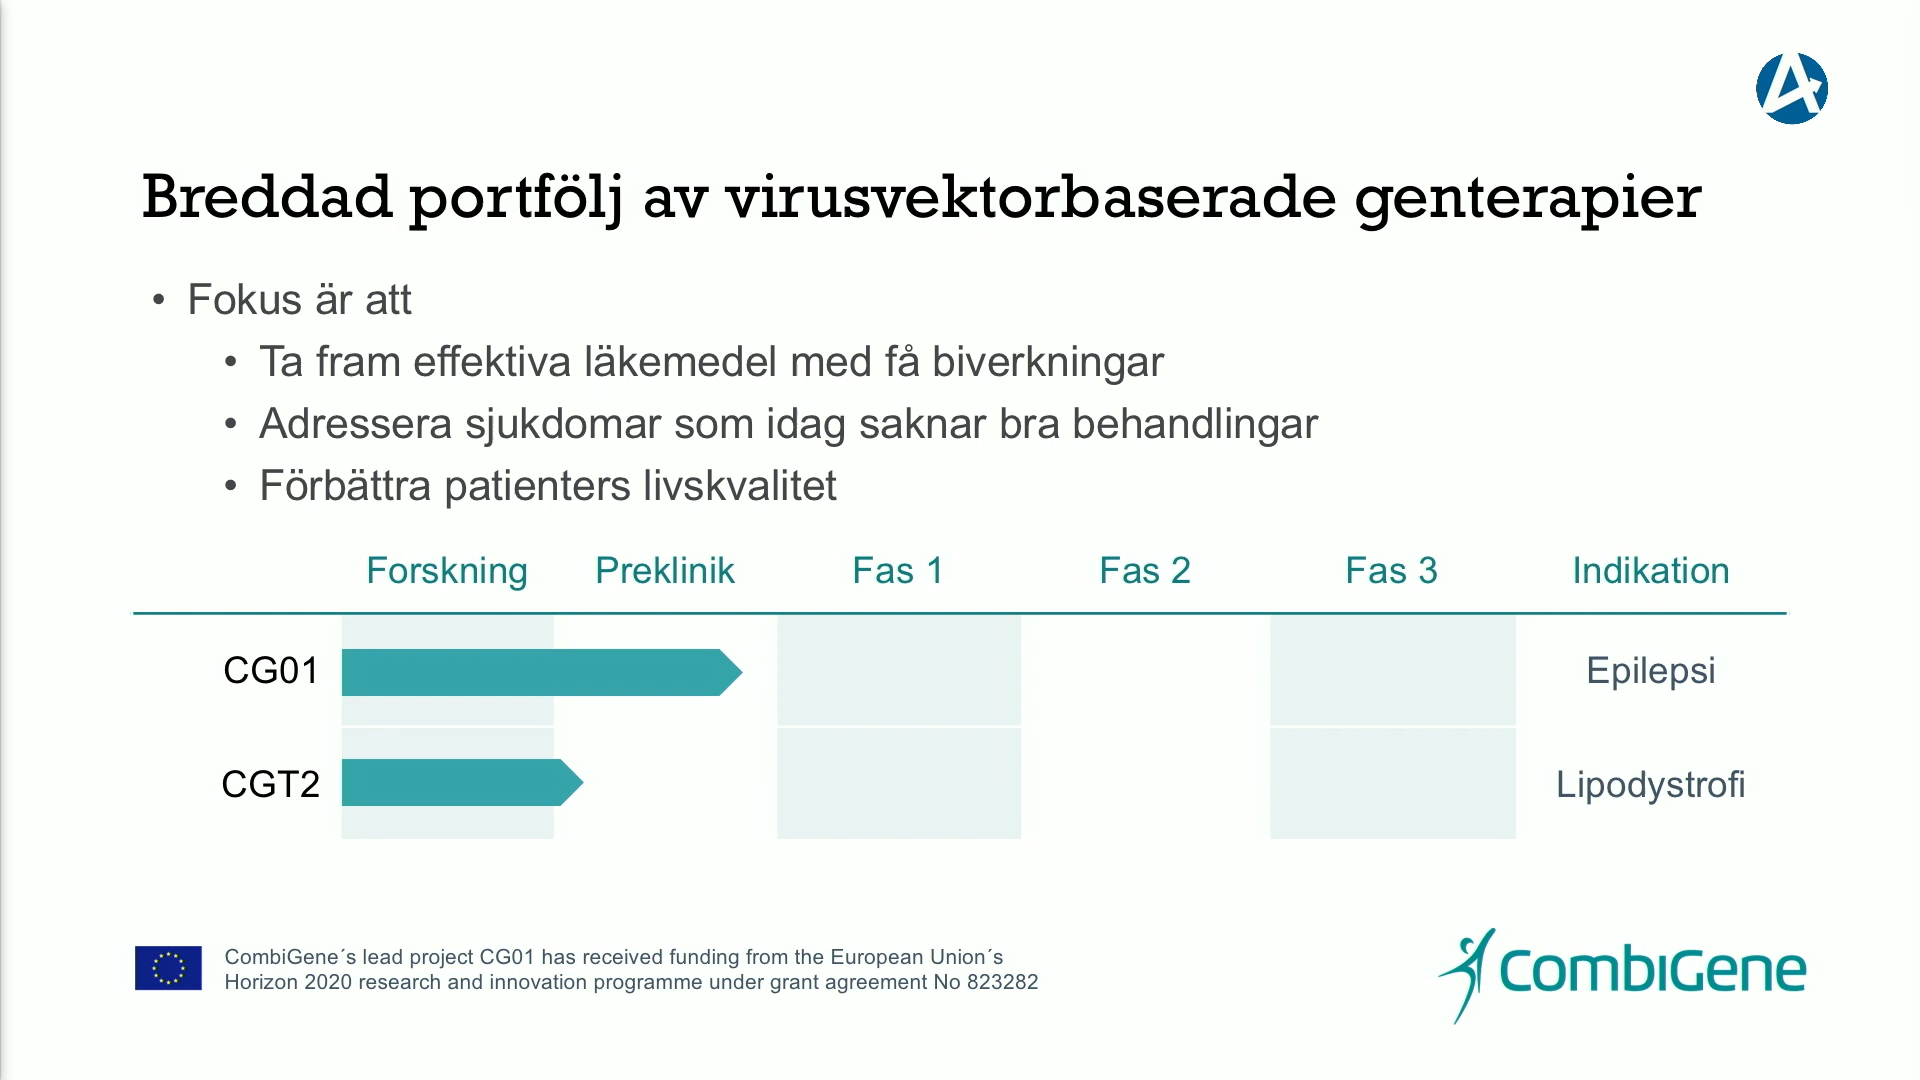 Breddad portfölj av virusvektorbaserade genterapier
• Fokus är att
• Ta fram effektiva läkemedel med få biverkningar
• Adressera sjukdomar som idag saknar bra behandlingar
• Förbättra patienters livskvalitet
Forskning Preklinik Fas 1 Fas 2 Fas 3 Indikation
CG01 Epilepsi
CGT2 Lipodystrofi
CombiGene´s lead project CG01 has received funding from the European Union´s
Horizon 2020 research and innovation programme under grant agreement No 823282
CombiGene